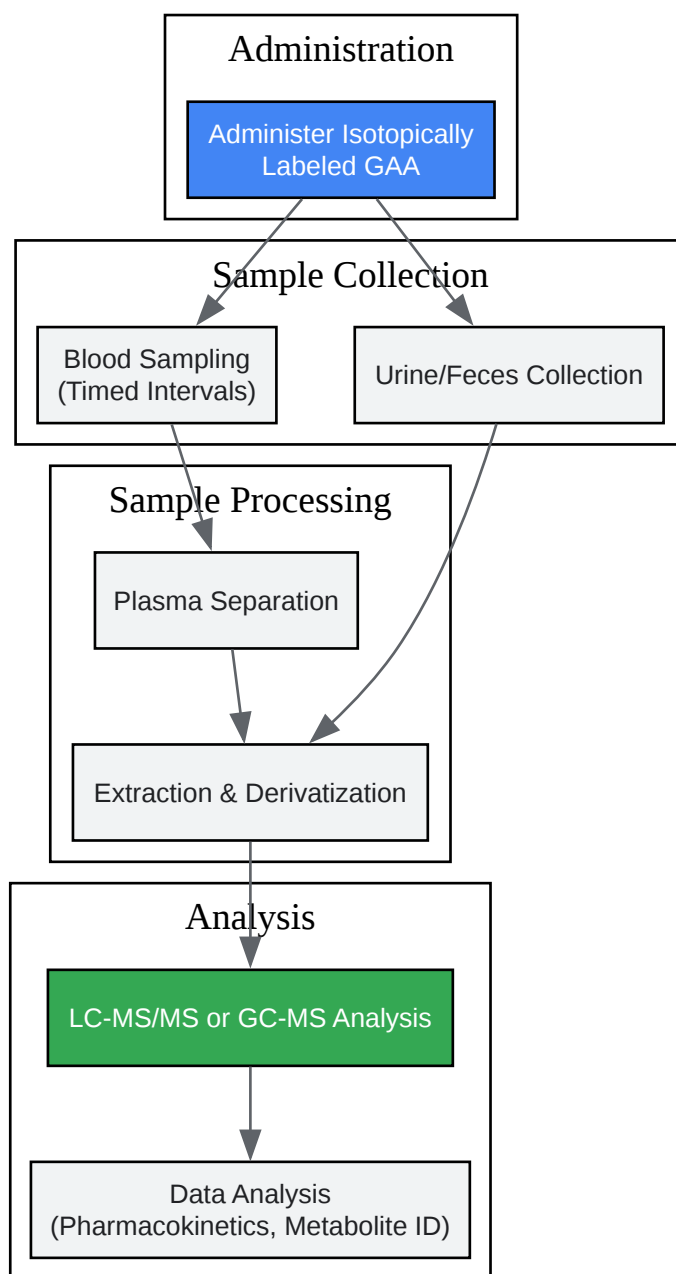 Administration
Administer Isotopically
Labeled GAA
Sample Collection
Blood Sampling
(Timed Intervals)
Urine/Feces Collection
Sample Processing
Plasma Separation
Extraction & Derivatization
Analysis
LC-MS/MS or GC-MS Analysis
Data Analysis
(Pharmacokinetics, Metabolite ID)